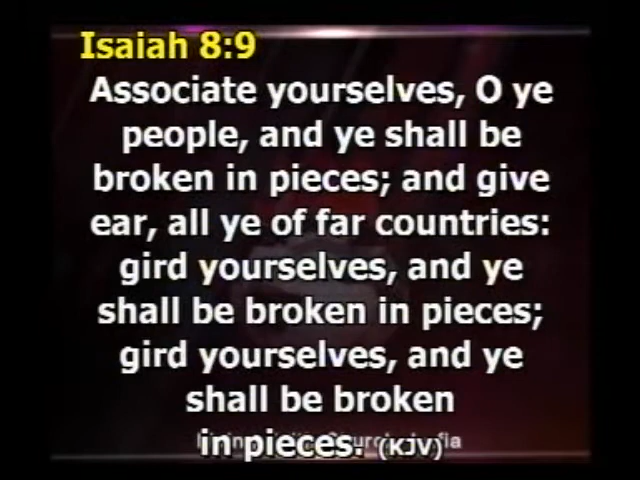 Isaiah 8:9
Associate yourselves, O ye
people, and ye shall be
broken in pieces; and give
ear, all ye of far countries:
gird yourselves, and ye
shall be broken in pieces;
gird yourselves, and ye
shall be broken
in pieces. (KJV)